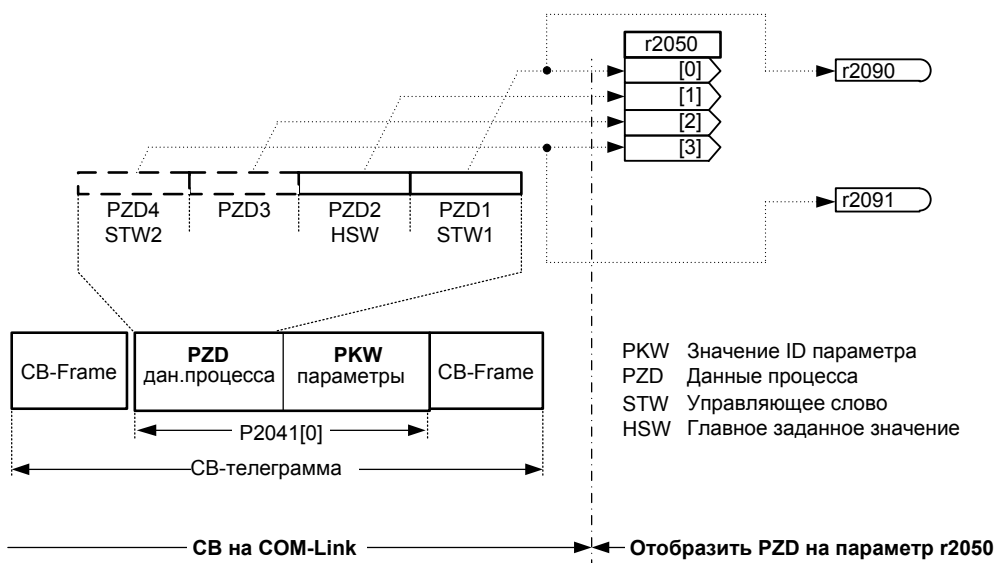 r2050
[0]
[1]
[2]
[3]
r2090
r2091
PZD4 PZD3 PZD2 PZD1
STW2 HSW STW1
CB-Frame PZD дан.процесса PKW параметры CB-Frame
P2041[0]
CB-телеграмма
PKW Значение ID параметра
PZD Данные процесса
STW Управляющее слово
HSW Главное заданное значение
CB на COM-Link
Отобразить PZD на параметр r2050